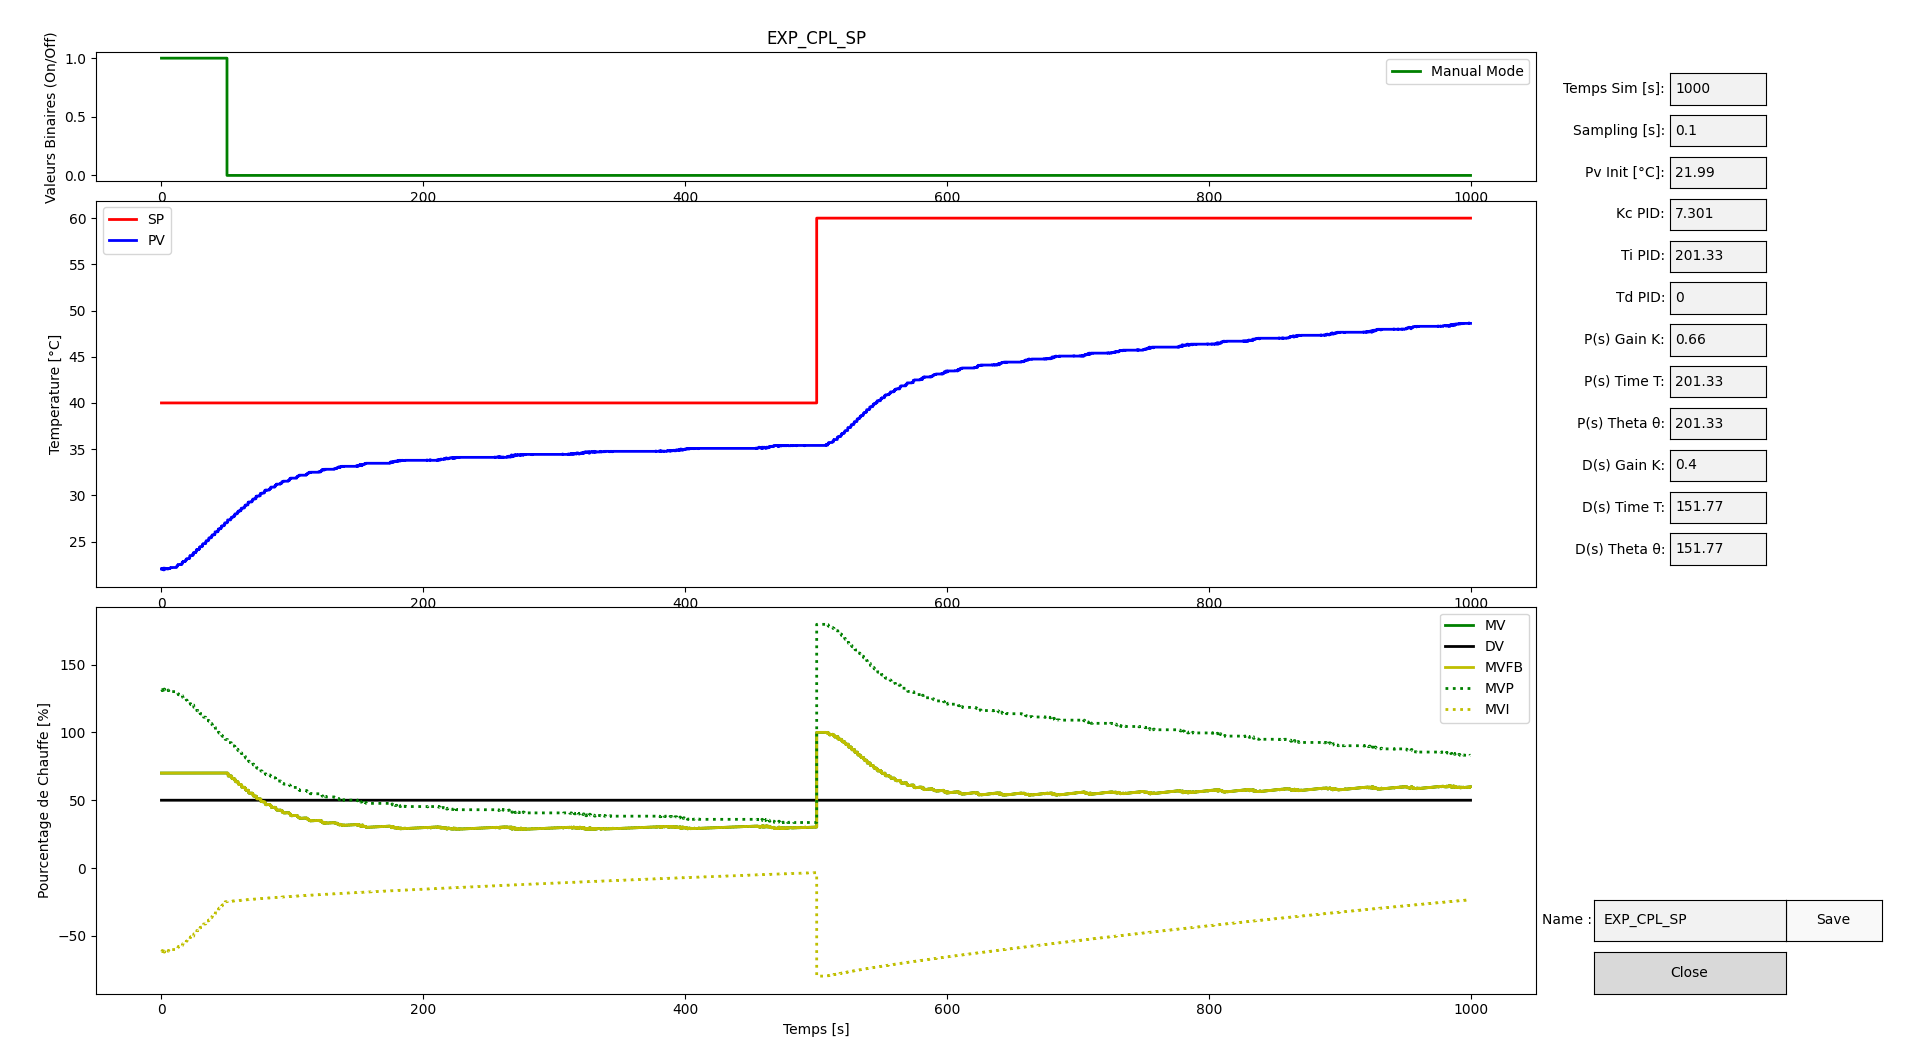 EXP_CPL_SP
Valeurs Binaires (On/Off)
1.0
0.5
0.0
Manual Mode
0 200 400 600 800 1000
Temperature [°C]
60
55
50
45
40
35
30
25
SP
PV
0 200 400 600 800 1000
Pourcentage de Chauffe [%]
150
100
50
0
−50
MV
DV
MVFB
MVP
MVI
0 200 400 600 800 1000
Temps [s]
Temps Sim [s]: 1000
Sampling [s]: 0.1
Pv Init [°C]: 21.99
Kc PID: 7.301
Ti PID: 201.33
Td PID: 0
P(s) Gain K: 0.66
P(s) Time T: 201.33
P(s) Theta θ: 201.33
D(s) Gain K: 0.4
D(s) Time T: 151.77
D(s) Theta θ: 151.77
Name : EXP_CPL_SP Save
Close